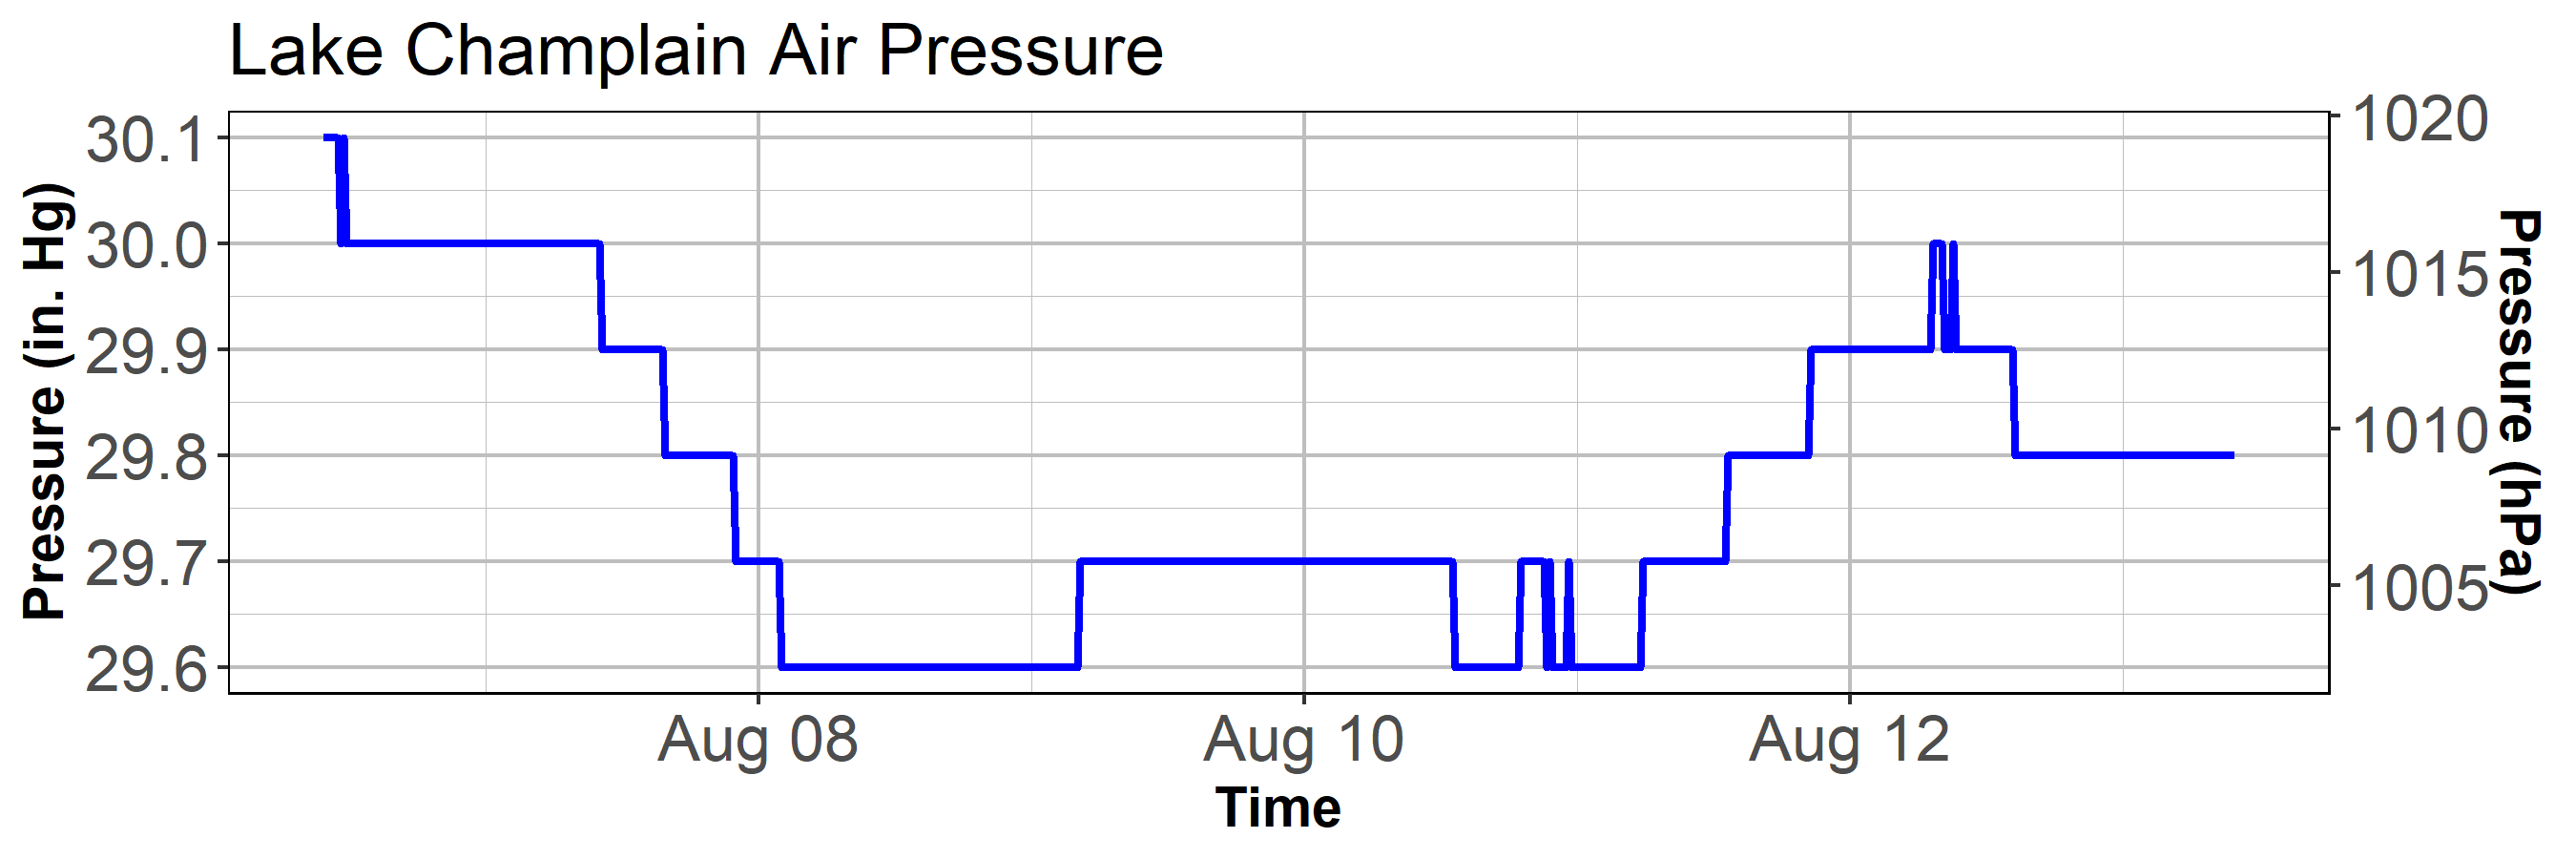 Lake Champlain Air Pressure
30.1
30.0
29.9
29.8
29.7
29.6
Pressure (in. Hg)
1020
1015
1010
1005
Pressure (hPa)
Aug 08
Aug 10
Aug 12
Time